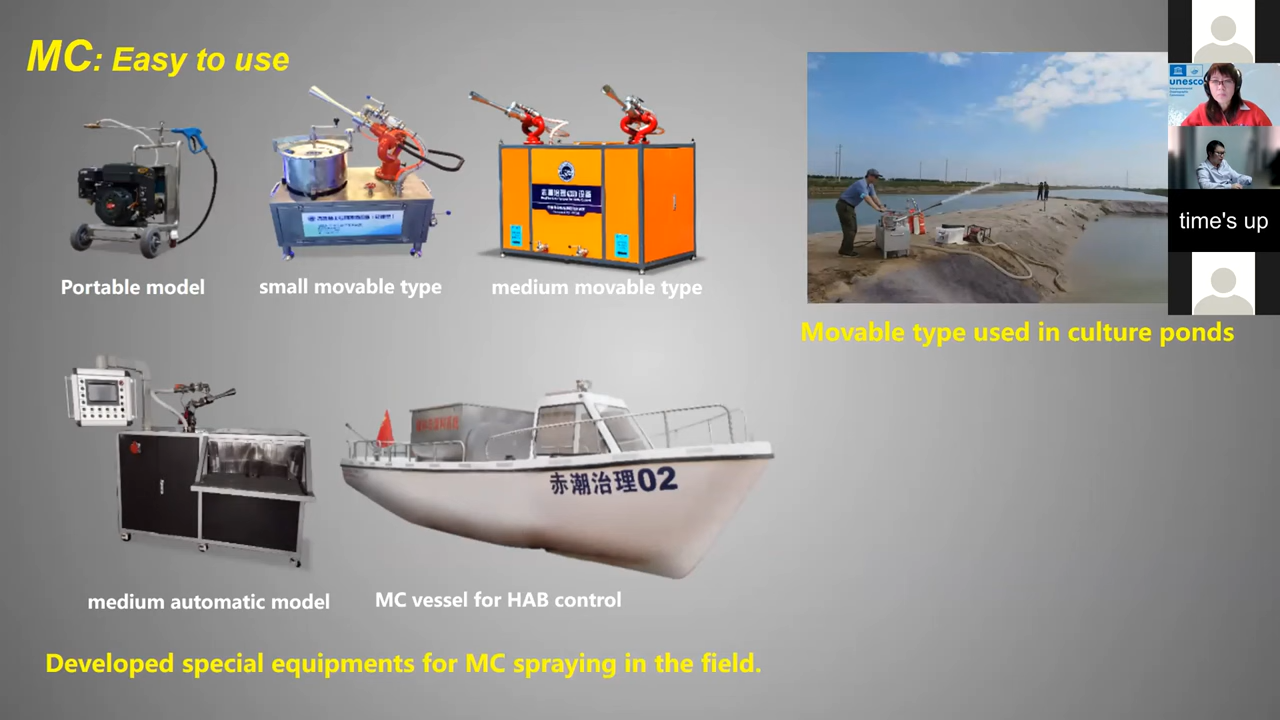 MC: Easy to use
unesco
time's up
Portable model
small movable type
medium movable type
Movable type used in culture ponds
赤潮治理02
medium automatic model
MC vessel for HAB control
Developed special equipments for MC spraying in the field.